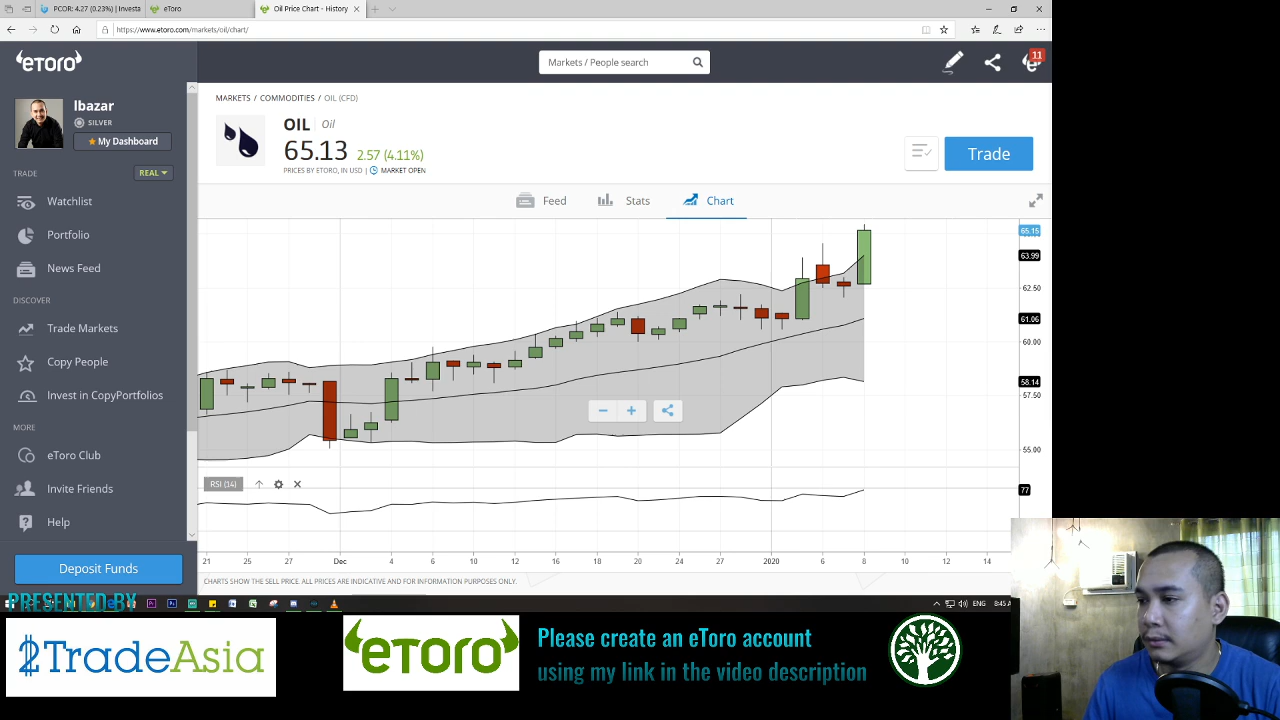 PCOR: 4.27 (0.23%) | Investa
eToro
Oil Price Chart - History
https://www.etoro.com/markets/oil/chart/
eToro
Markets / People search
11
lbazar
SILVER
My Dashboard
TRADE
REAL
Watchlist
Portfolio
News Feed
DISCOVER
Trade Markets
Copy People
Invest in CopyPortfolios
MORE
eToro Club
Invite Friends
Help
Deposit Funds
MARKETS / COMMODITIES / OIL (CFD)
OIL | Oil
65.13 2.57 (4.11%)
PRICES BY ETORO, IN USD | MARKET OPEN
Trade
Feed
Stats
Chart
65.15
63.99
62.50
61.06
60.00
58.14
57.50
55.00
RSI (14)
77
21 25 27 Dec 4 6 10 12 16 18 20 24 27 2020 6 8 10 12 14
CHARTS SHOW THE SELL PRICE. ALL PRICES ARE INDICATIVE AND FOR INFORMATION PURPOSES ONLY.
ENG 8:45
PRESENTED BY
2TradeAsia
eToro
Please create an eToro account
using my link in the video description